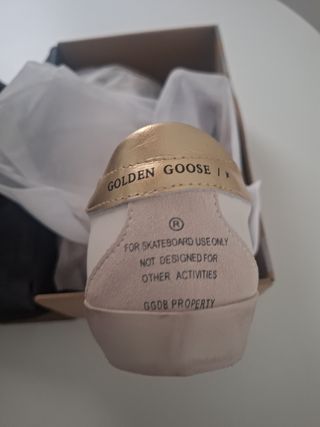 GOLDEN GOOSE /
®
FOR SKATEBOARD USE ONLY
NOT DESIGNED FOR
OTHER ACTIVITIES
GGDB PROPERTY